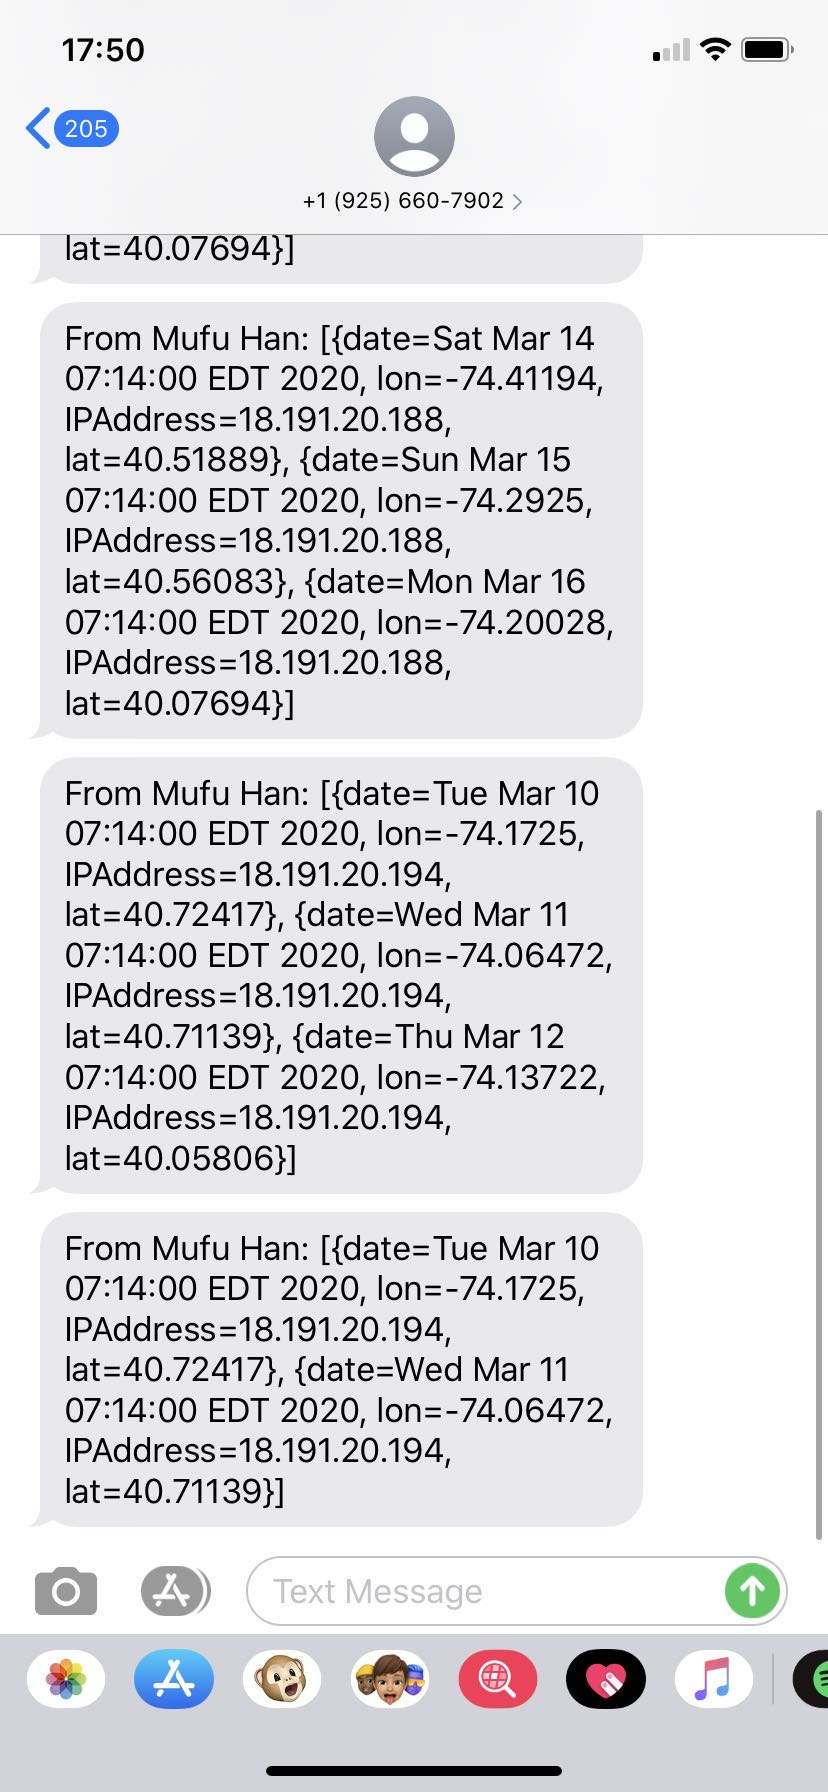 17:50
205
+1 (925) 660-7902
lat=40.07694}]
From Mufu Han: [{date=Sat Mar 14
07:14:00 EDT 2020, lon=-74.41194,
IPAddress=18.191.20.188,
lat=40.51889}, {date=Sun Mar 15
07:14:00 EDT 2020, lon=-74.2925,
IPAddress=18.191.20.188,
lat=40.56083}, {date=Mon Mar 16
07:14:00 EDT 2020, lon=-74.20028,
IPAddress=18.191.20.188,
lat=40.07694}]
From Mufu Han: [{date=Tue Mar 10
07:14:00 EDT 2020, lon=-74.1725,
IPAddress=18.191.20.194,
lat=40.72417}, {date=Wed Mar 11
07:14:00 EDT 2020, lon=-74.06472,
IPAddress=18.191.20.194,
lat=40.71139}, {date=Thu Mar 12
07:14:00 EDT 2020, lon=-74.13722,
IPAddress=18.191.20.194,
lat=40.05806}]
From Mufu Han: [{date=Tue Mar 10
07:14:00 EDT 2020, lon=-74.1725,
IPAddress=18.191.20.194,
lat=40.72417}, {date=Wed Mar 11
07:14:00 EDT 2020, lon=-74.06472,
IPAddress=18.191.20.194,
lat=40.71139}]
Text Message